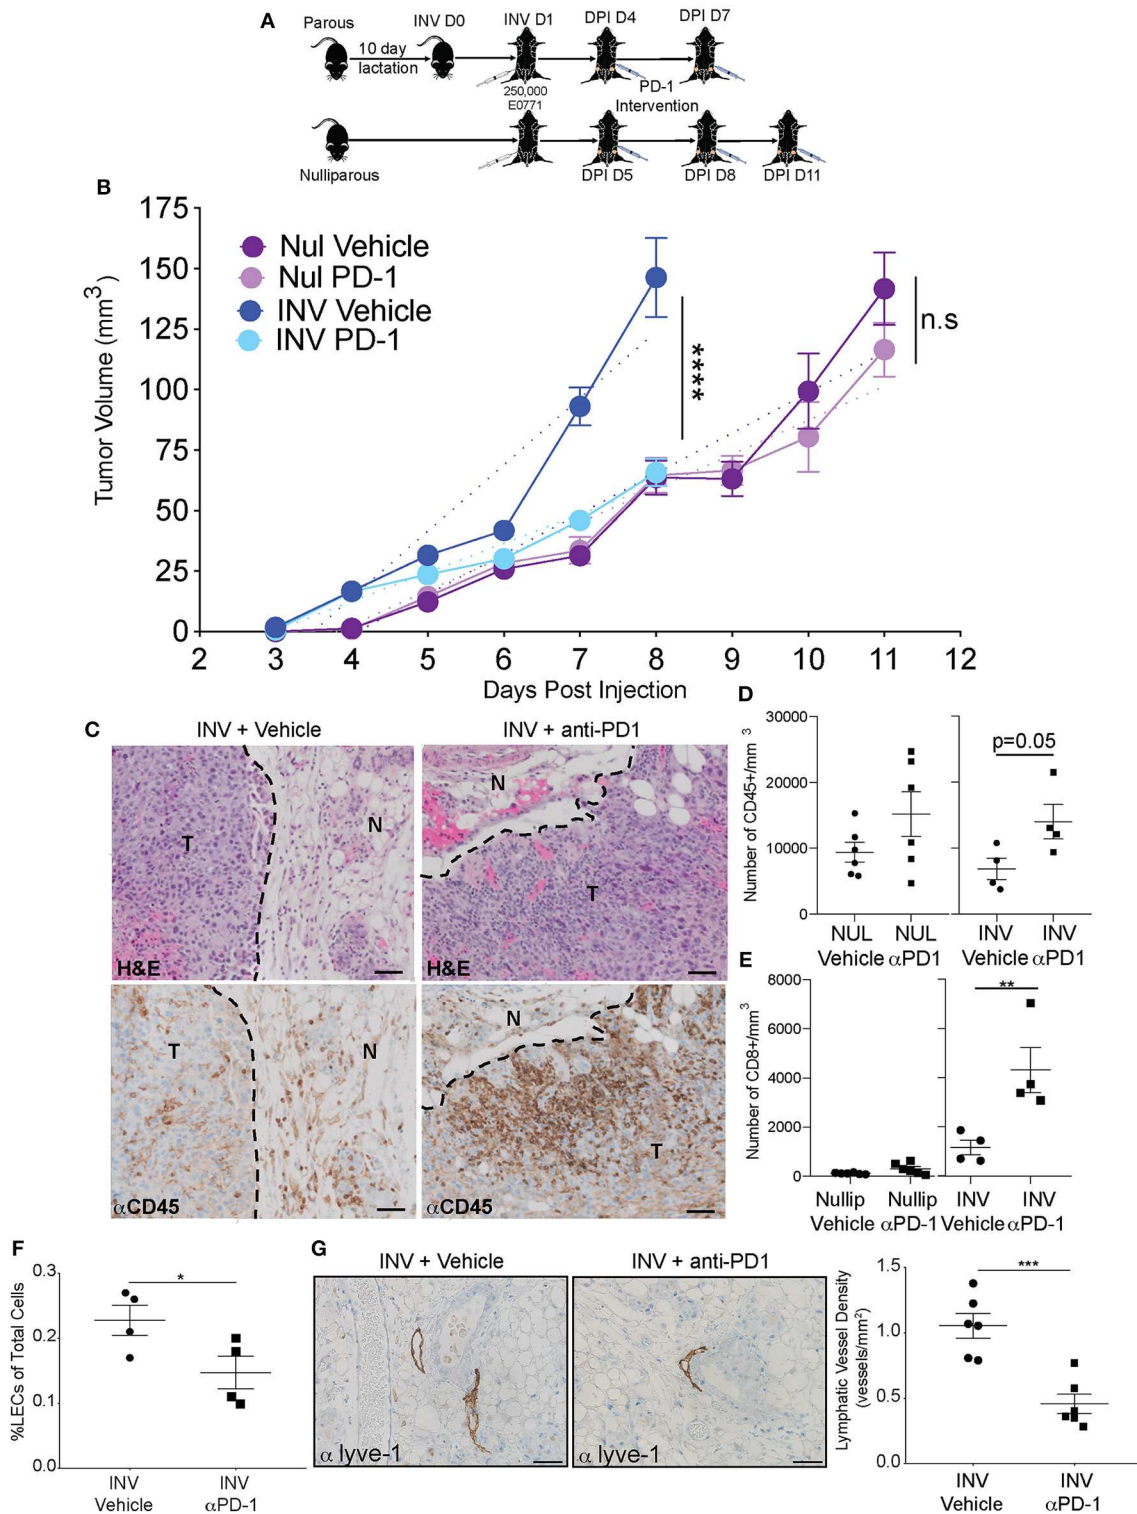 A
Parous
INV D0
INV D1
DPI D4
DPI D7
10 day
lactation
250,000
E0771
PD-1
Intervention
Nulliparous
DPI D5
DPI D8
DPI D11
B
175
150
125
100
75
50
25
0
Tumor Volume (mm3)
Nul Vehicle
Nul PD-1
INV Vehicle
INV PD-1
****
n.s
2 3 4 5 6 7 8 9 10 11 12
Days Post Injection
C
INV + Vehicle
INV + anti-PD1
T
N
H&E
N
T
H&E
T
N
αCD45
N
T
αCD45
D
30000
20000
10000
0
Number of CD45+/mm 3
p=0.05
NUL NUL INV INV
Vehicle αPD1 Vehicle αPD1
E
8000
6000
4000
2000
0
Number of CD8+/mm3
**
Nullip Nullip INV INV
Vehicle αPD-1 Vehicle αPD-1
F
0.3
0.2
0.1
0.0
%LECs of Total Cells
*
INV INV
Vehicle αPD-1
G
INV + Vehicle
INV + anti-PD1
α lyve-1
α lyve-1
1.5
1.0
0.5
0.0
Lymphatic Vessel Density
(vessels/mm2)
***
INV INV
Vehicle αPD-1